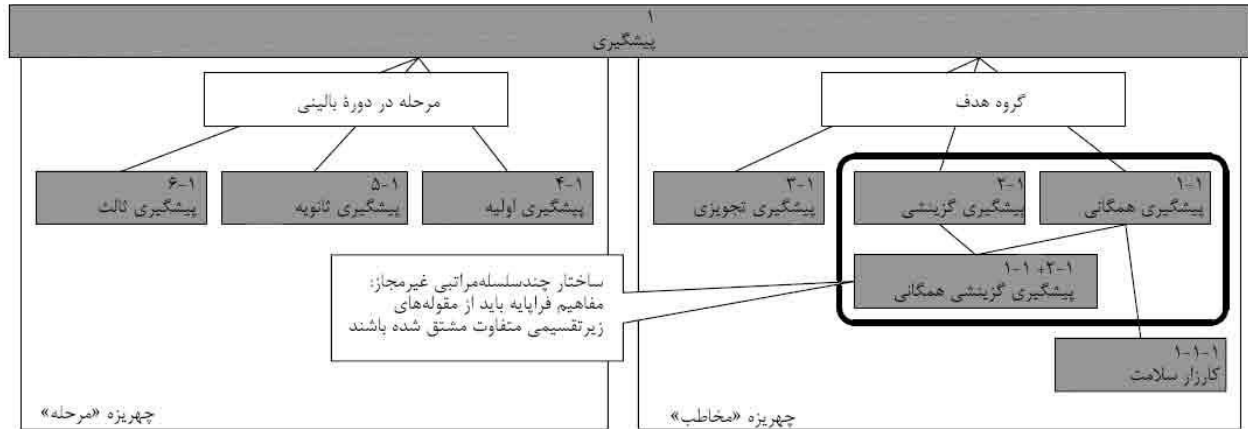 ۱
پیشگیری
گروه هدف
مرحله در دورهٔ بالینی
۱-۱
پیشگیری همگانی
۲-۱
پیشگیری گزینشی
۳-۱
پیشگیری تجویزی
۴-۱
پیشگیری اولیه
۵-۱
پیشگیری ثانویه
۶-۱
پیشگیری ثالث
۲-۱+ ۱-۱
پیشگیری گزینشی همگانی
ساختار چندسلسله‌مراتبی غیرمجاز:
مفاهیم فراپایه باید از مقوله‌های
زیرتقسیمی متفاوت مشتق شده باشند
۱-۱-۱
کارزار سلامت
چهریزه «مخاطب»
چهریزه «مرحله»